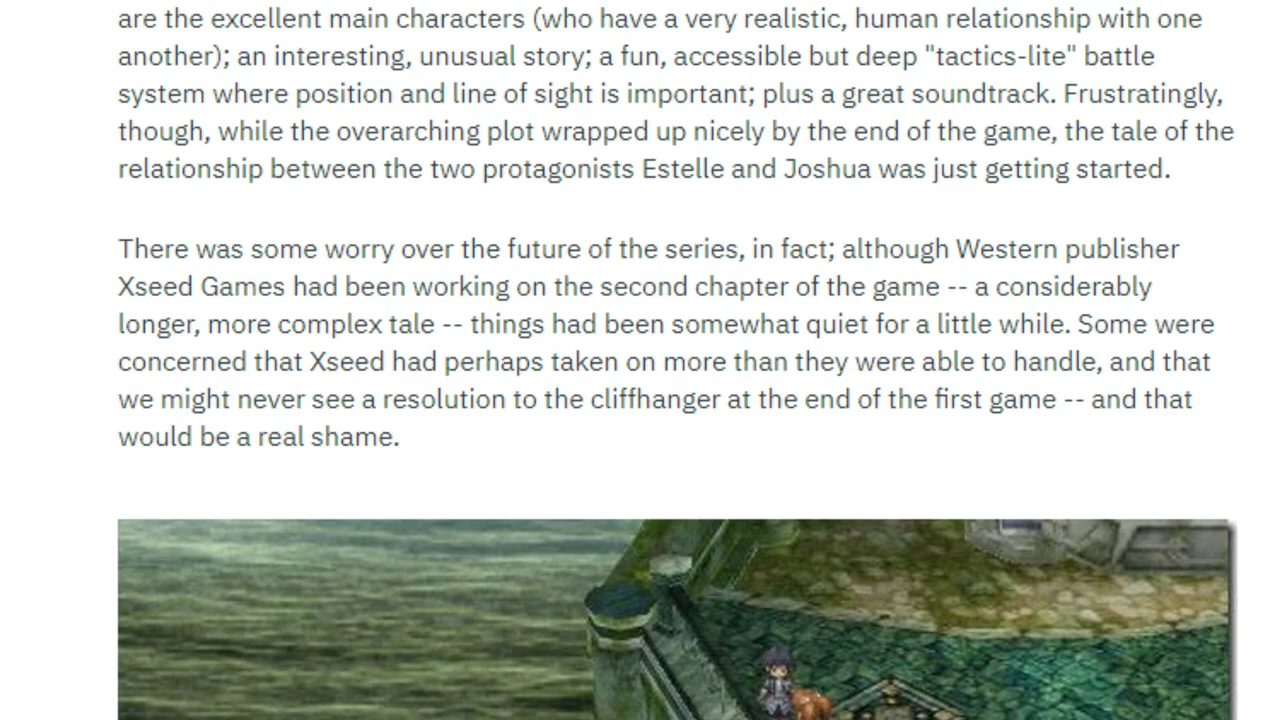 are the excellent main characters (who have a very realistic, human relationship with one
another); an interesting, unusual story; a fun, accessible but deep "tactics-lite" battle
system where position and line of sight is important; plus a great soundtrack. Frustratingly,
though, while the overarching plot wrapped up nicely by the end of the game, the tale of the
relationship between the two protagonists Estelle and Joshua was just getting started.
There was some worry over the future of the series, in fact; although Western publisher
Xseed Games had been working on the second chapter of the game -- a considerably
longer, more complex tale -- things had been somewhat quiet for a little while. Some were
concerned that Xseed had perhaps taken on more than they were able to handle, and that
we might never see a resolution to the cliffhanger at the end of the first game -- and that
would be a real shame.